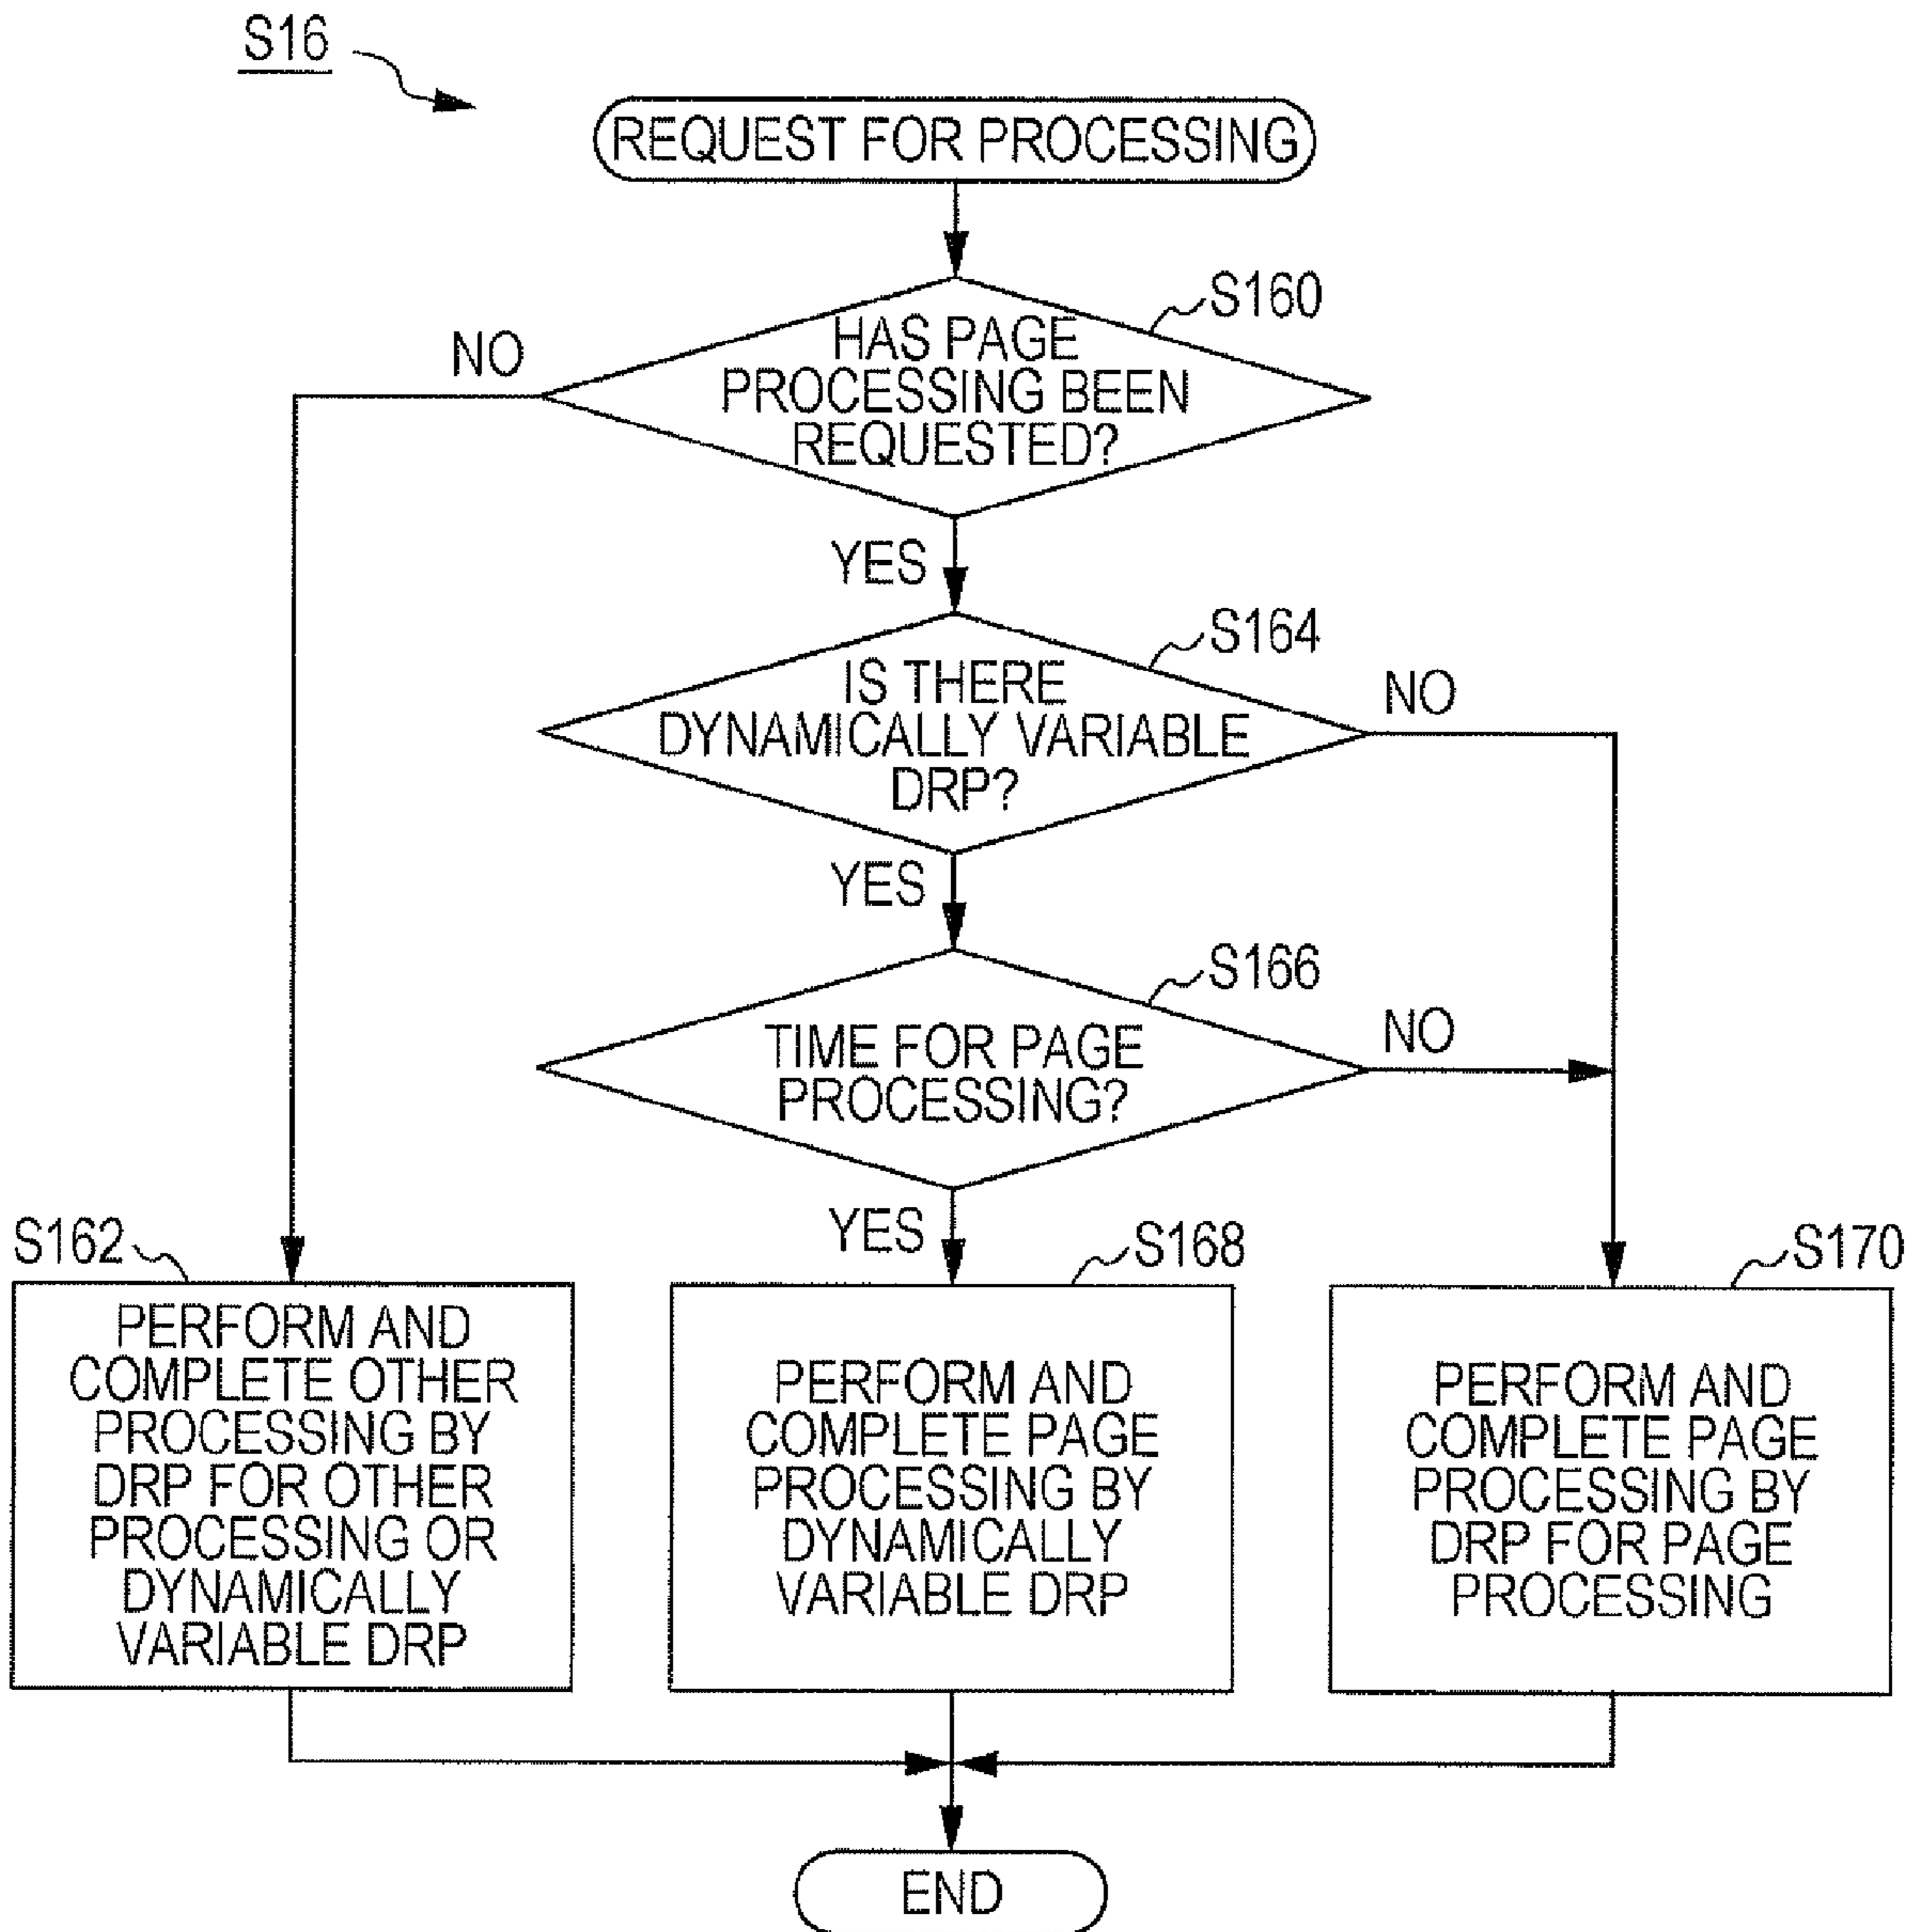 S16
REQUEST FOR PROCESSING
S160
HAS PAGE
PROCESSING BEEN
REQUESTED?
NO
YES
S164
IS THERE
DYNAMICALLY VARIABLE
DRP?
NO
YES
S166
TIME FOR PAGE
PROCESSING?
NO
YES
S162
PERFORM AND
COMPLETE OTHER
PROCESSING BY
DRP FOR OTHER
PROCESSING OR
DYNAMICALLY
VARIABLE DRP
S168
PERFORM AND
COMPLETE PAGE
PROCESSING BY
DYNAMICALLY
VARIABLE DRP
S170
PERFORM AND
COMPLETE PAGE
PROCESSING BY
DRP FOR PAGE
PROCESSING
END